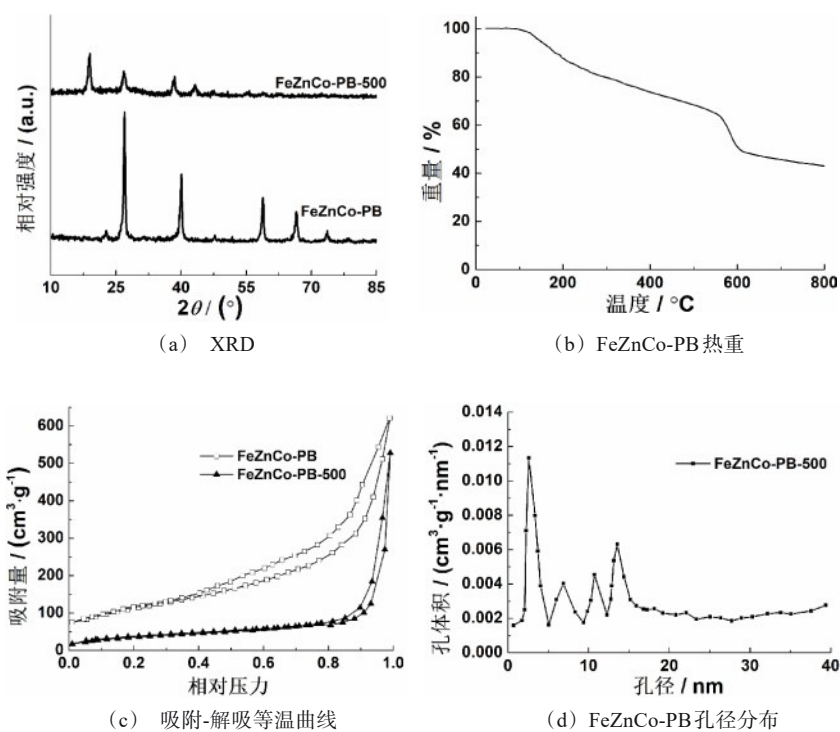 FeZnCo-PB-500
FeZnCo-PB
相对强度 / (a.u.)
10 25 40 55 70 85
2θ / (°)
(a) XRD
100
80
60
40
20
0
重量 / %
0 200 400 600 800
温度 / °C
(b) FeZnCo-PB热重
600
500
400
300
200
100
0
吸附量 / (cm³·g⁻¹)
FeZnCo-PB
FeZnCo-PB-500
0.0 0.2 0.4 0.6 0.8 1.0
相对压力
(c) 吸附-解吸等温曲线
0.014
0.012
0.010
0.008
0.006
0.004
0.002
0.000
孔体积 / (cm³·g⁻¹·nm⁻¹)
FeZnCo-PB-500
0 10 20 30 40
孔径 / nm
(d) FeZnCo-PB孔径分布